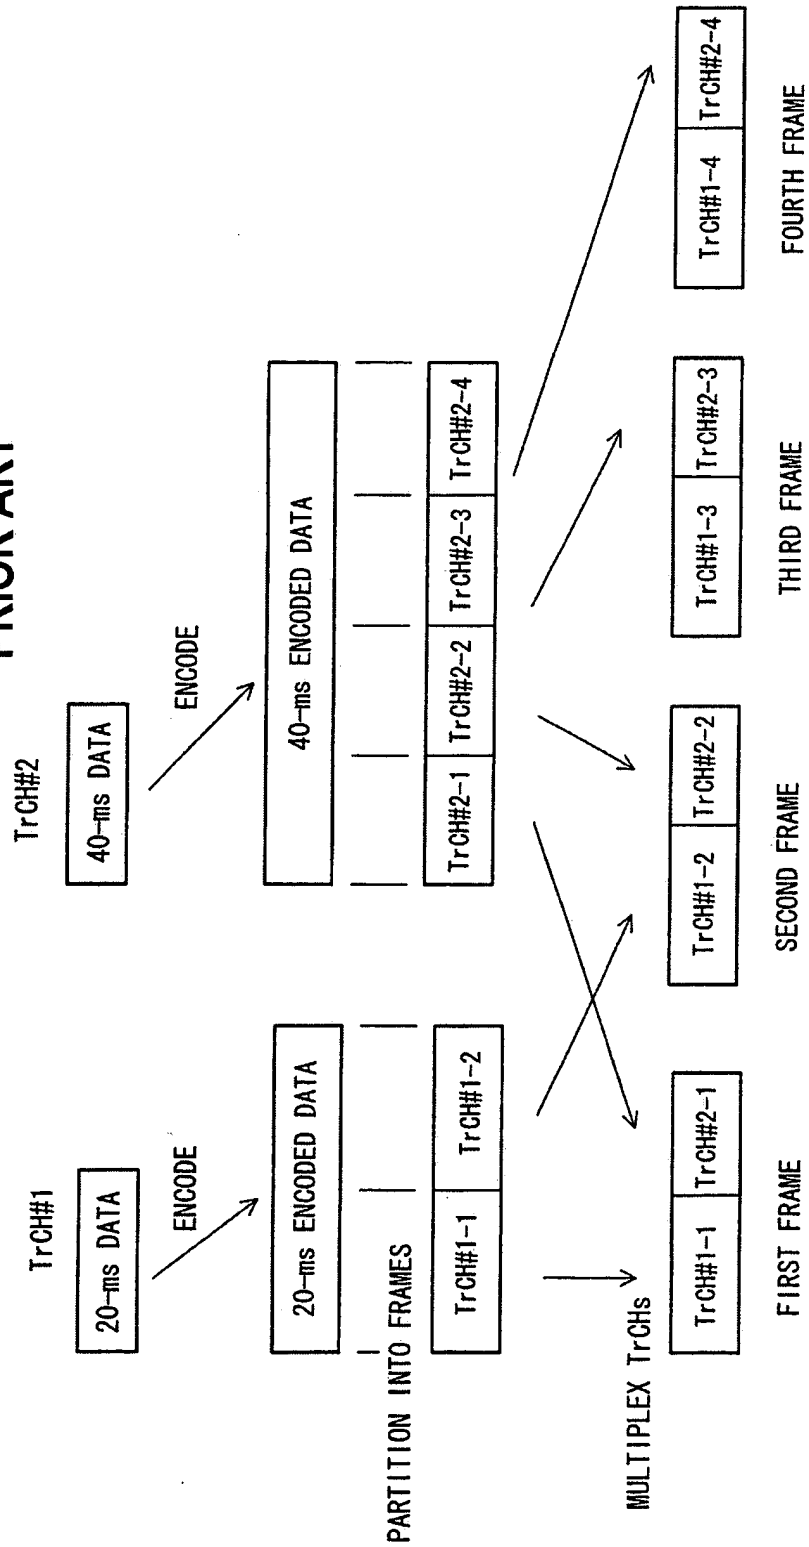 PRIOR ART
TrCH#1
TrCH#2
20-ms DATA
40-ms DATA
ENCODE
ENCODE
20-ms ENCODED DATA
40-ms ENCODED DATA
PARTITION INTO FRAMES
TrCH#1-1
TrCH#1-2
TrCH#2-1
TrCH#2-2
TrCH#2-3
TrCH#2-4
MULTIPLEX TrCHs
TrCH#1-1
TrCH#2-1
TrCH#1-2
TrCH#2-2
TrCH#1-3
TrCH#2-3
TrCH#1-4
TrCH#2-4
FIRST FRAME
SECOND FRAME
THIRD FRAME
FOURTH FRAME